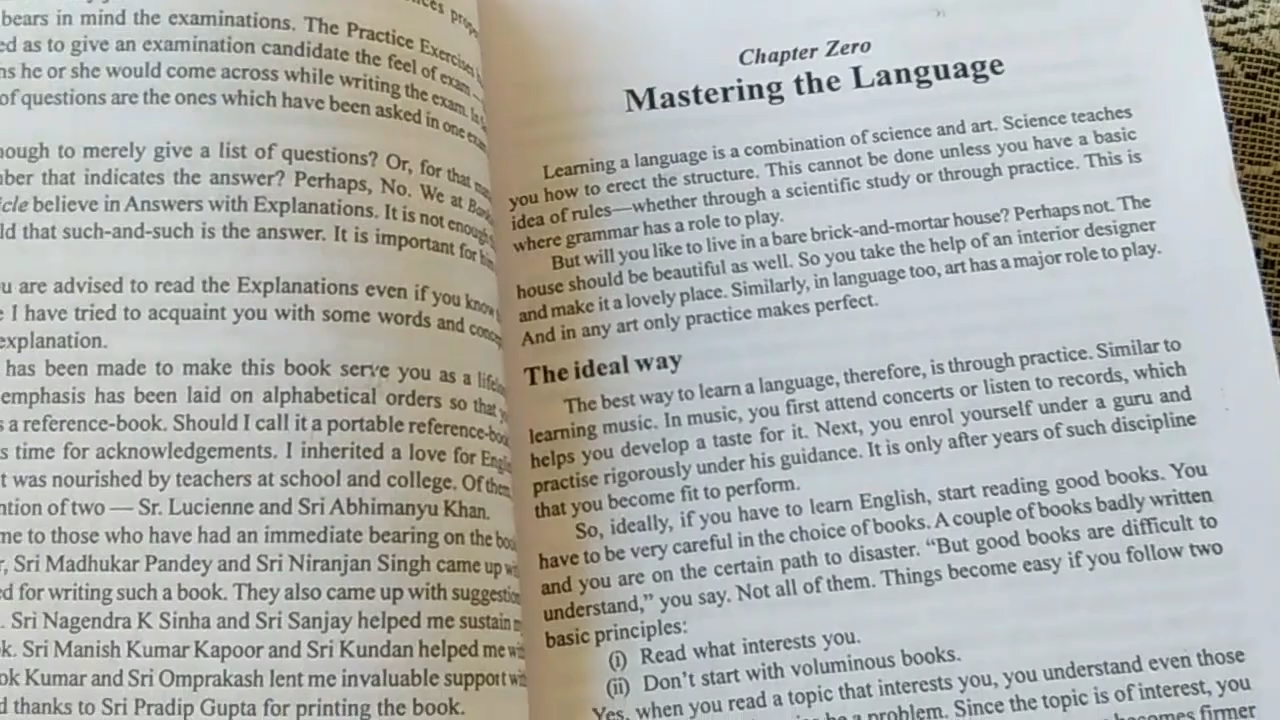 bears in mind the examinations. The Practice Exercises
ed as to give an examination candidate the feel of exam
ns he or she would come across while writing the exam.
of questions are the ones which have been asked in one
nough to merely give a list of questions? Or, for that
ber that indicates the answer? Perhaps, No. We at
icle believe in Answers with Explanations. It is not enough
ld that such-and-such is the answer. It is important for
u are advised to read the Explanations even if you know
e I have tried to acquaint you with some words and
explanation.
has been made to make this book serve you as a
emphasis has been laid on alphabetical orders so that
s a reference-book. Should I call it a portable
s time for acknowledgements. I inherited a love for
t was nourished by teachers at school and college. Of them
ntion of two — Sr. Lucienne and Sri Abhimanyu Khan.
me to those who have had an immediate bearing on the
r, Sri Madhukar Pandey and Sri Niranjan Singh came up
ed for writing such a book. They also came up with
. Sri Nagendra K Sinha and Sri Sanjay helped me sustain
k. Sri Manish Kumar Kapoor and Sri Kundan helped me
ok Kumar and Sri Omprakash lent me invaluable support
d thanks to Sri Pradip Gupta for printing the book.
Chapter Zero
Mastering the Language
Learning a language is a combination of science and art. Science teaches
you how to erect the structure. This cannot be done unless you have a basic
idea of rules—whether through a scientific study or through practice. This is
where grammar has a role to play.
But will you like to live in a bare brick-and-mortar house? Perhaps not. The
house should be beautiful as well. So you take the help of an interior designer
and make it a lovely place. Similarly, in language too, art has a major role to play.
And in any art only practice makes perfect.
The ideal way
The best way to learn a language, therefore, is through practice. Similar to
learning music. In music, you first attend concerts or listen to records, which
helps you develop a taste for it. Next, you enrol yourself under a guru and
practise rigorously under his guidance. It is only after years of such discipline
that you become fit to perform.
So, ideally, if you have to learn English, start reading good books. You
have to be very careful in the choice of books. A couple of books badly written
and you are on the certain path to disaster. “But good books are difficult to
understand,” you say. Not all of them. Things become easy if you follow two
basic principles:
(i) Read what interests you.
(ii) Don’t start with voluminous books.
Yes, when you read a topic that interests you, you understand even those
be a problem. Since the topic is of interest, you
becomes firmer